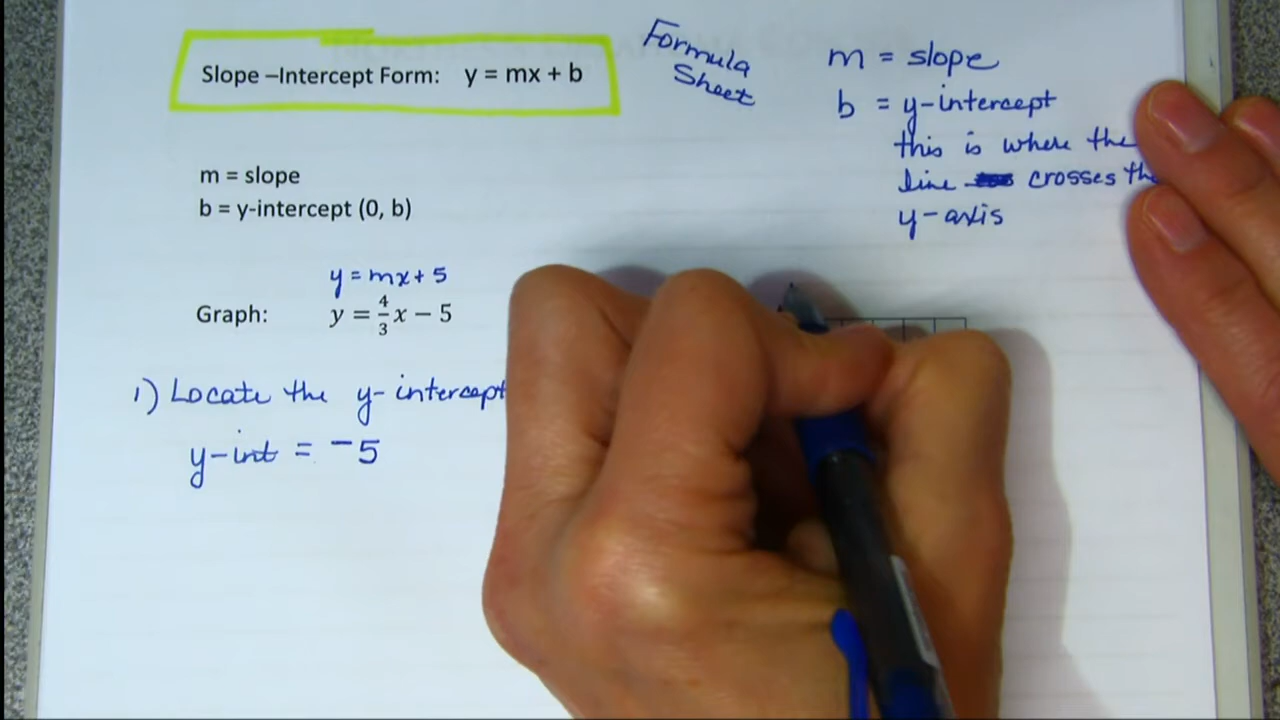 Slope –Intercept Form: y = mx + b
Formula
Sheet
m = slope
b = y-intercept
this is where the
line crosses the
y-axis
m = slope
b = y-intercept (0, b)
y = mx + 5
Graph: y = 4/3 x − 5
1) Locate the y-intercept
y-int = ⁻5